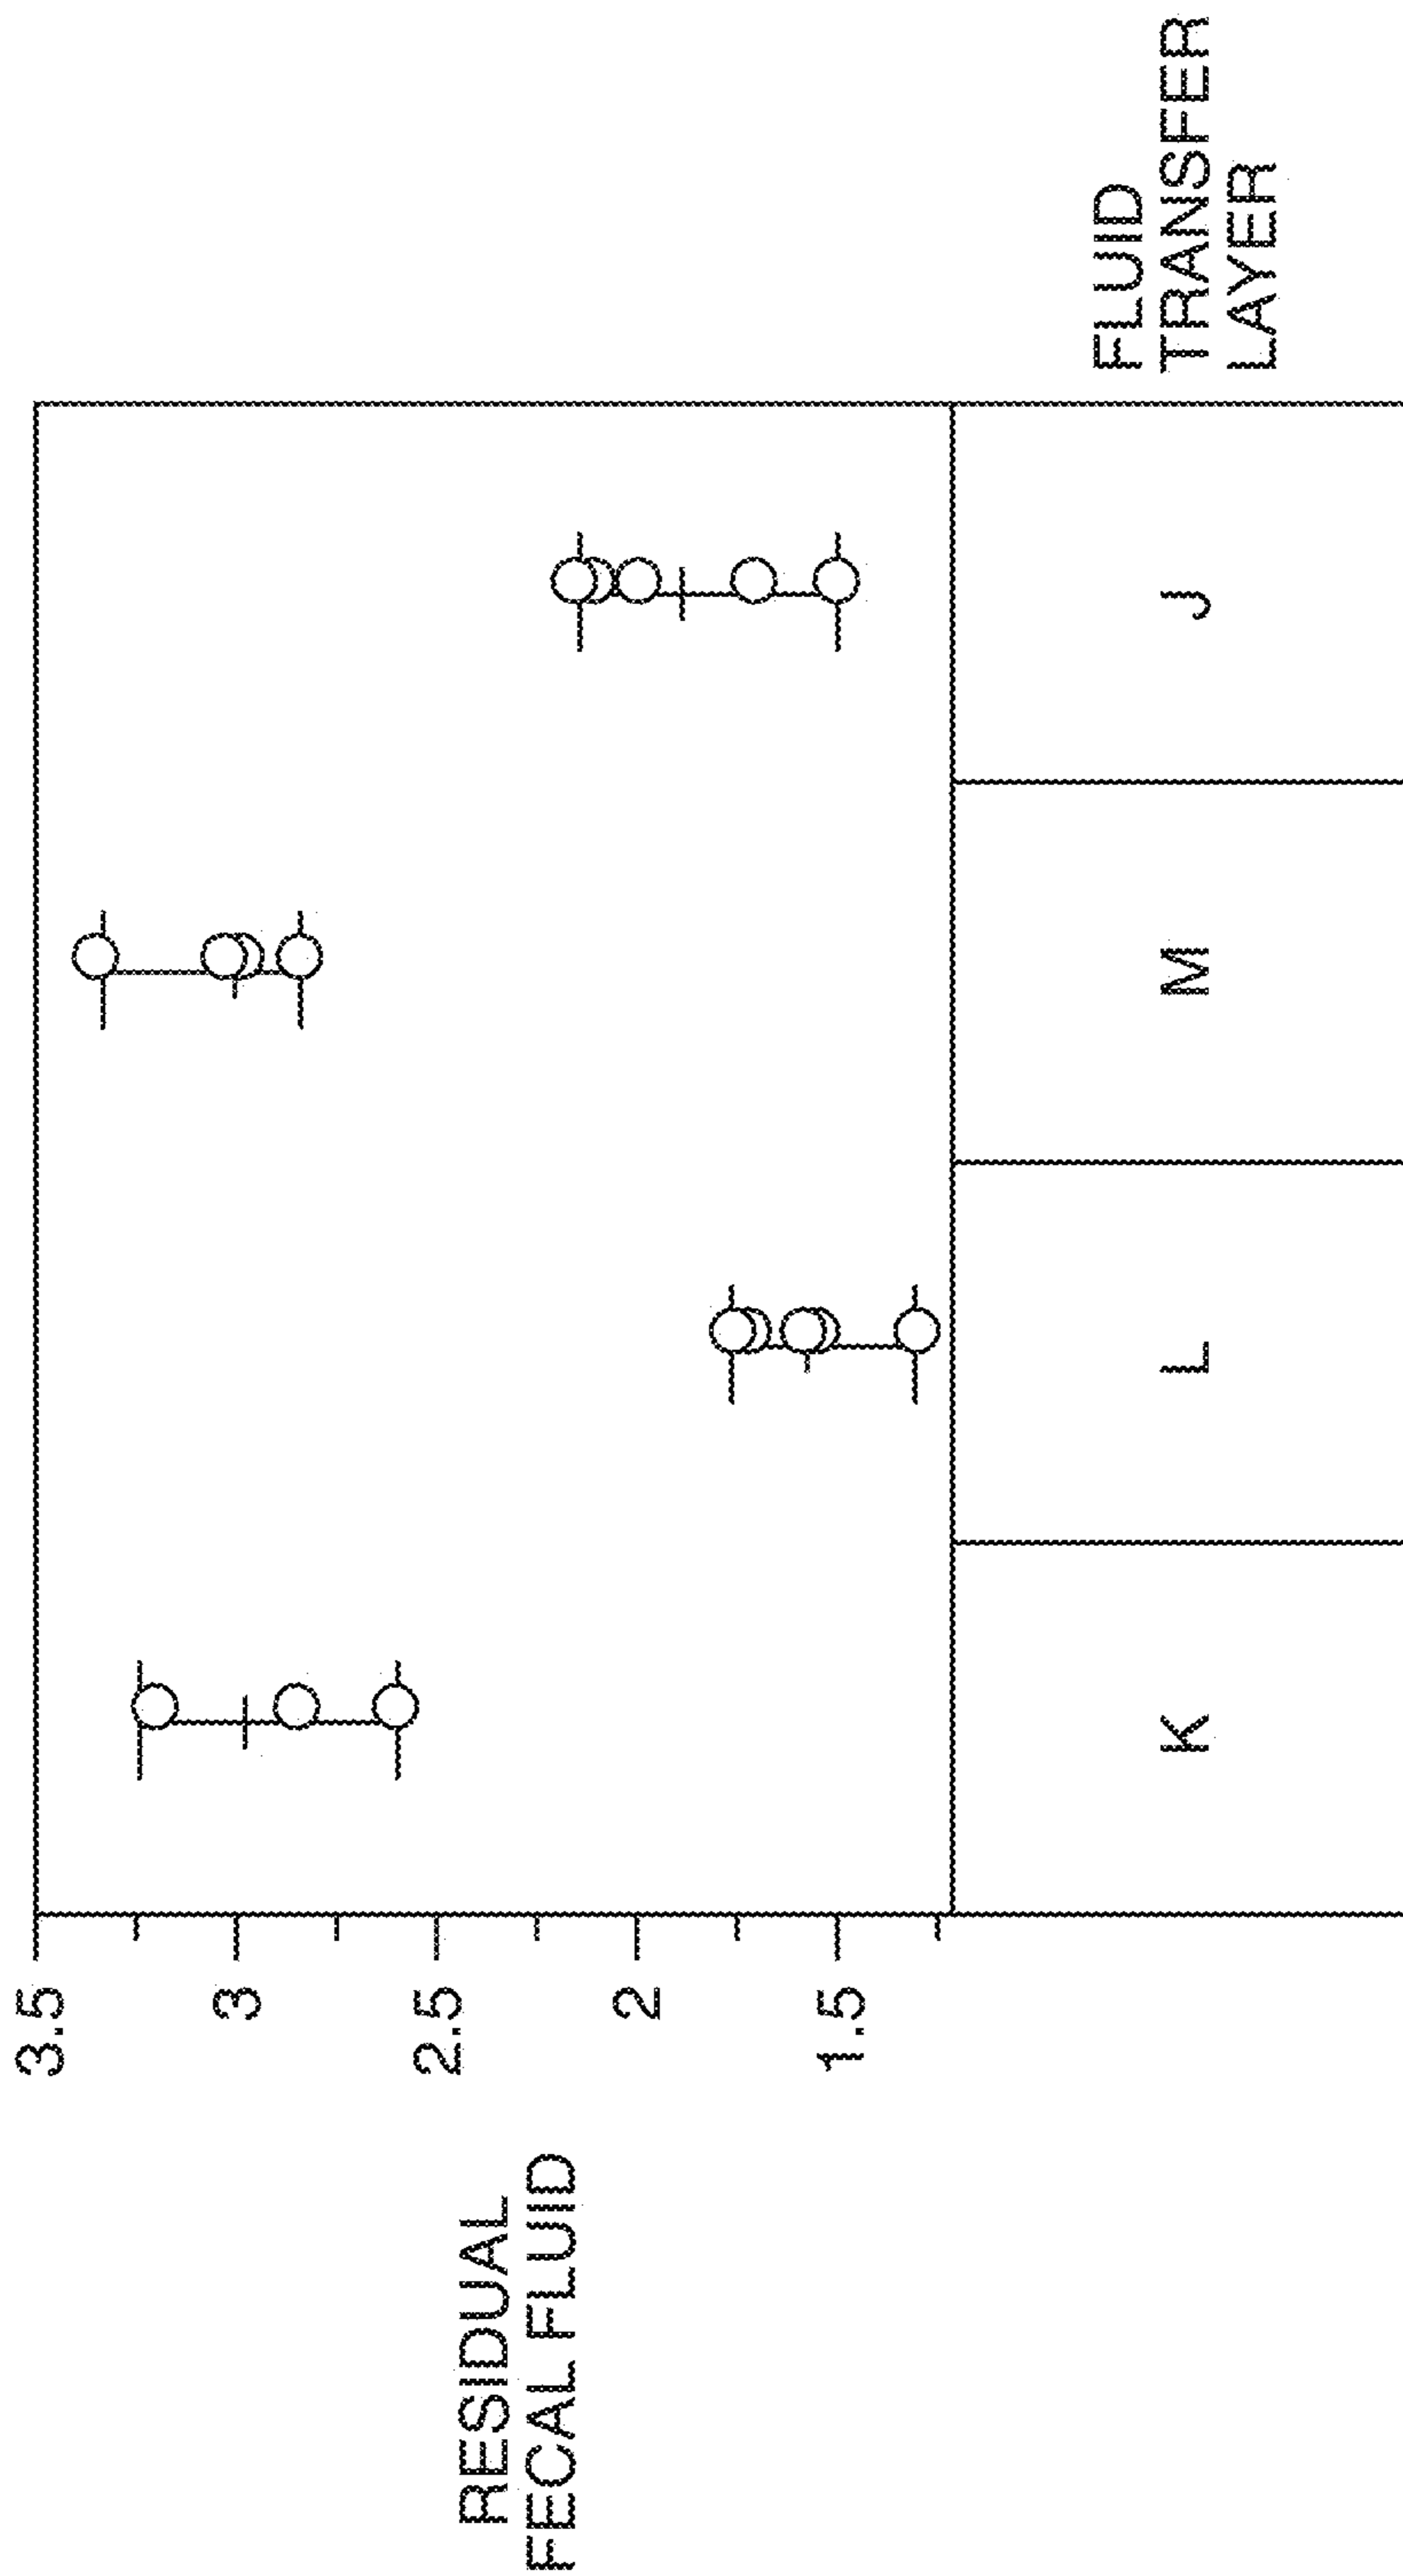 RESIDUAL
FECAL FLUID
3.5
3
2.5
2
1.5
K
L
M
J
FLUID
TRANSFER
LAYER